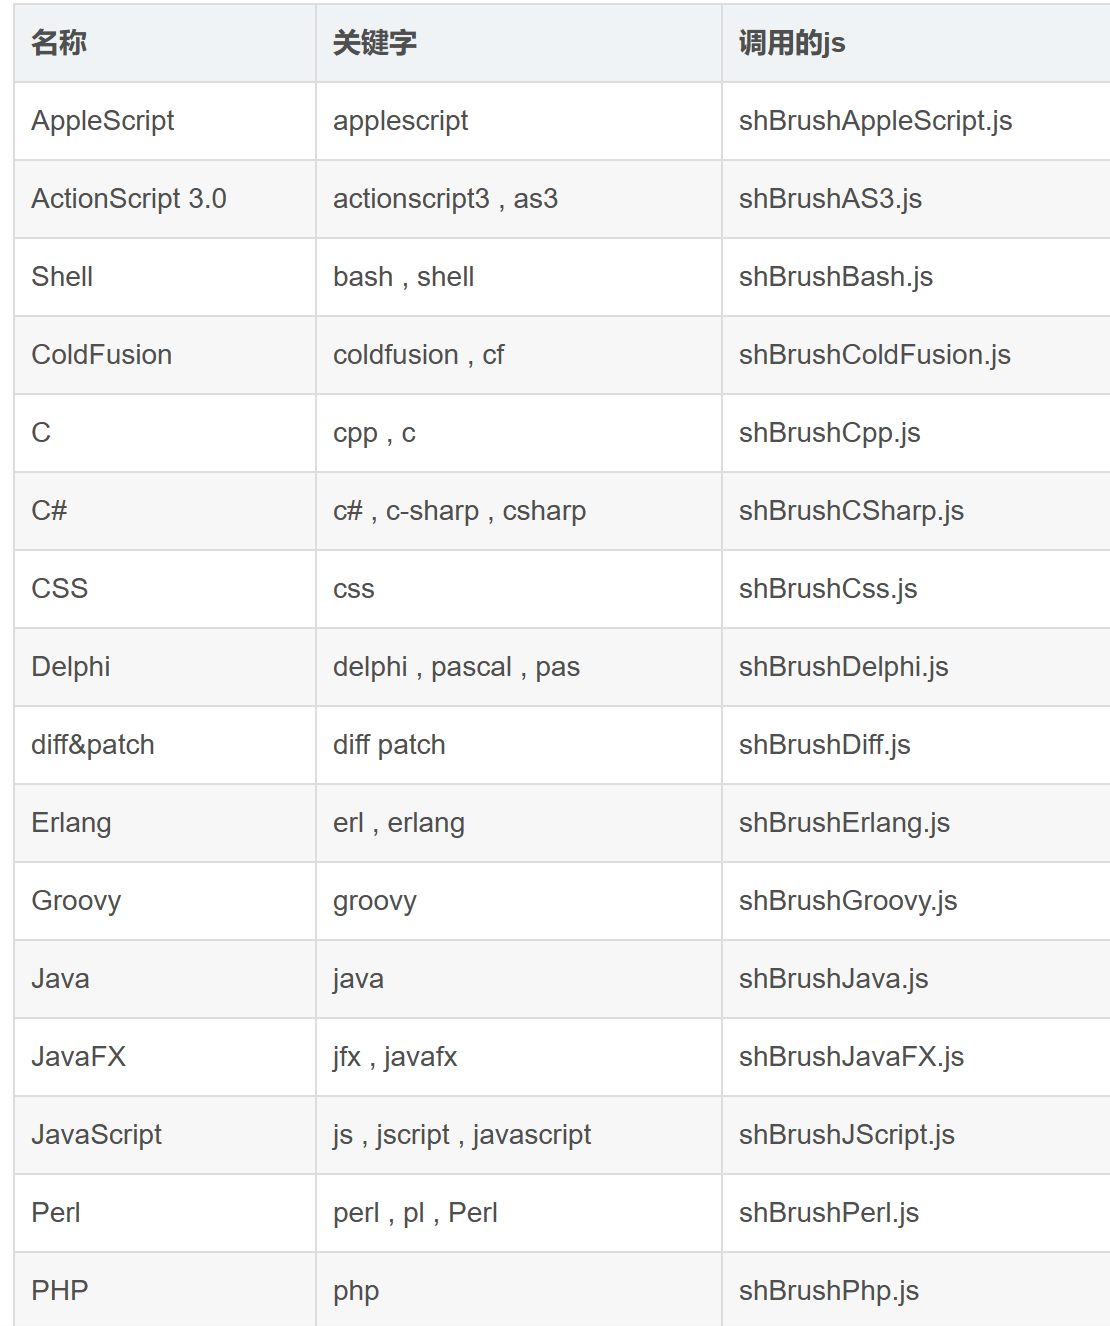 名称 关键字 调用的js
AppleScript applescript shBrushAppleScript.js
ActionScript 3.0 actionscript3 , as3 shBrushAS3.js
Shell bash , shell shBrushBash.js
ColdFusion coldfusion , cf shBrushColdFusion.js
C cpp , c shBrushCpp.js
C# c# , c-sharp , csharp shBrushCSharp.js
CSS css shBrushCss.js
Delphi delphi , pascal , pas shBrushDelphi.js
diff&patch diff patch shBrushDiff.js
Erlang erl , erlang shBrushErlang.js
Groovy groovy shBrushGroovy.js
Java java shBrushJava.js
JavaFX jfx , javafx shBrushJavaFX.js
JavaScript js , jscript , javascript shBrushJScript.js
Perl perl , pl , Perl shBrushPerl.js
PHP php shBrushPhp.js